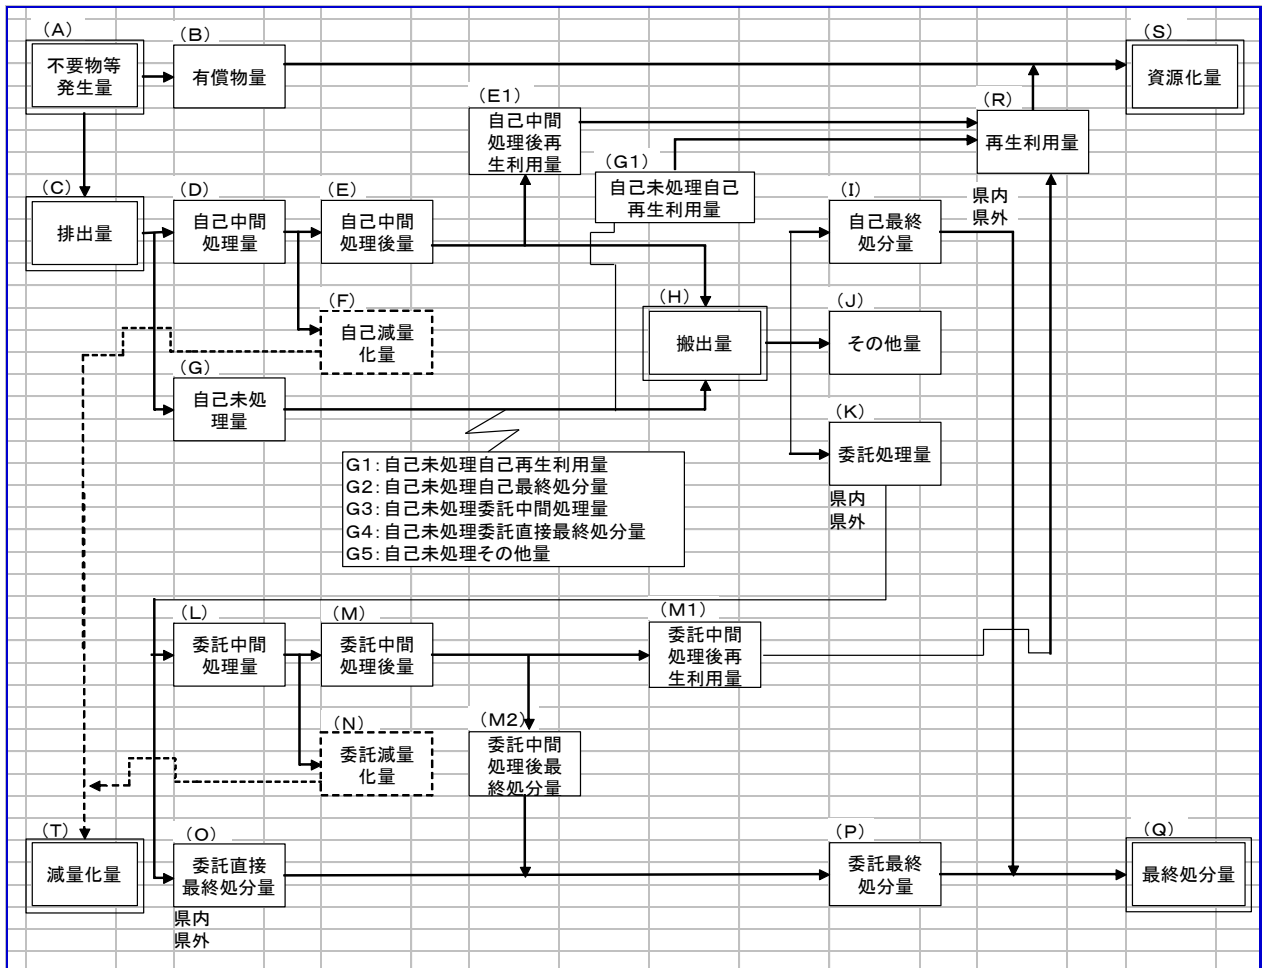 （A）
不要物等
発生量
（B）
有償物量
（S）
資源化量
（E1）
自己中間
処理後再
生利用量
（R）
再生利用量
（G1）
自己未処理自己
再生利用量
（C）
排出量
（D）
自己中間
処理量
（E）
自己中間
処理後量
（I）
自己最終
処分量
県内
県外
（F）
自己減量
化量
（H）
搬出量
（J）
その他量
（G）
自己未処
理量
（K）
委託処理量
県内
県外
G1：自己未処理自己再生利用量
G2：自己未処理自己最終処分量
G3：自己未処理委託中間処理量
G4：自己未処理委託直接最終処分量
G5：自己未処理その他量
（L）
委託中間
処理量
（M）
委託中間
処理後量
（M1）
委託中間
処理後再
生利用量
（N）
委託減量
化量
（M2）
委託中間
処理後最
終処分量
（T）
減量化量
（O）
委託直接
最終処分量
県内
県外
（P）
委託最終
処分量
（Q）
最終処分量